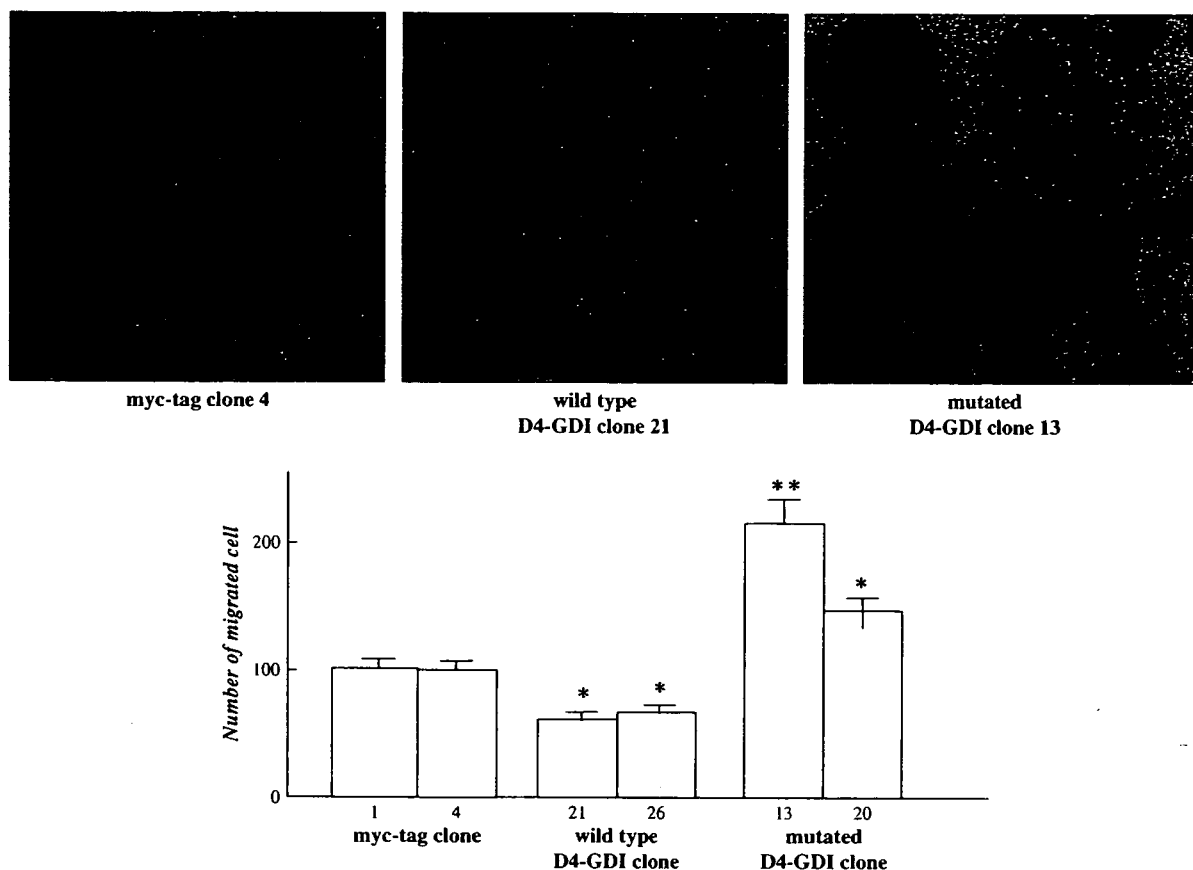 myc-tag clone 4
wild type
D4-GDI clone 21
mutated
D4-GDI clone 13
Number of migrated cell
200
100
0
*
*
**
*
1
4
21
26
13
20
myc-tag clone
wild type
D4-GDI clone
mutated
D4-GDI clone